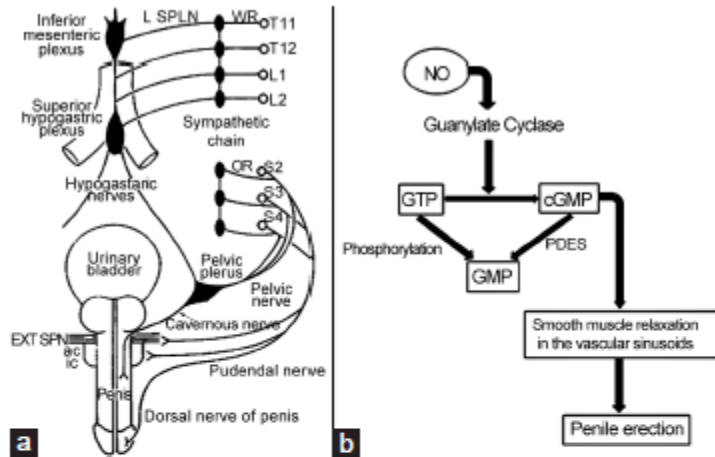 Inferior
mesenteric
plexus
L SPLN
WR
T11
T12
L1
L2
Superior
hypogastric
plexus
Sympathetic
chain
Hypogastaric
nerves
OR
S2
S3
S4
Urinary
bladder
Pelvic
plerus
Pelvic
nerve
Cavernous nerve
EXT SPN
ac
ic
Penis
Pudendal nerve
Dorsal nerve of penis
a
NO
Guanylate Cyclase
GTP
cGMP
Phosphorylation
PDES
GMP
Smooth muscle relaxation
in the vascular sinusoids
Penile erection
b